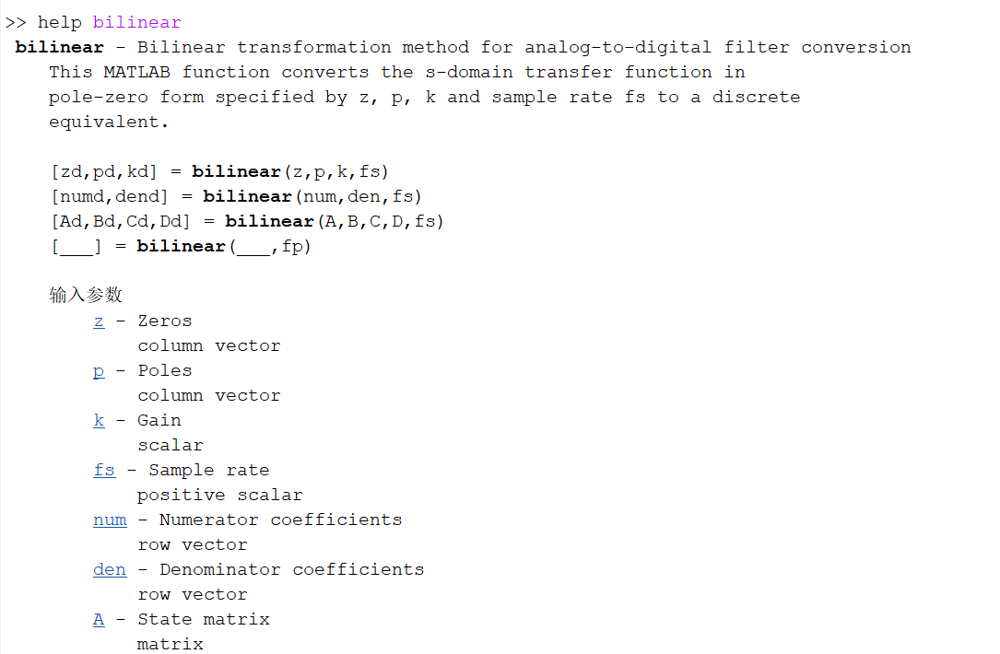 >> help bilinear
bilinear - Bilinear transformation method for analog-to-digital filter conversion
This MATLAB function converts the s-domain transfer function in
pole-zero form specified by z, p, k and sample rate fs to a discrete
equivalent.
[zd,pd,kd] = bilinear(z,p,k,fs)
[numd,dend] = bilinear(num,den,fs)
[Ad,Bd,Cd,Dd] = bilinear(A,B,C,D,fs)
[___] = bilinear(___,fp)
输入参数
z - Zeros
column vector
p - Poles
column vector
k - Gain
scalar
fs - Sample rate
positive scalar
num - Numerator coefficients
row vector
den - Denominator coefficients
row vector
A - State matrix
matrix